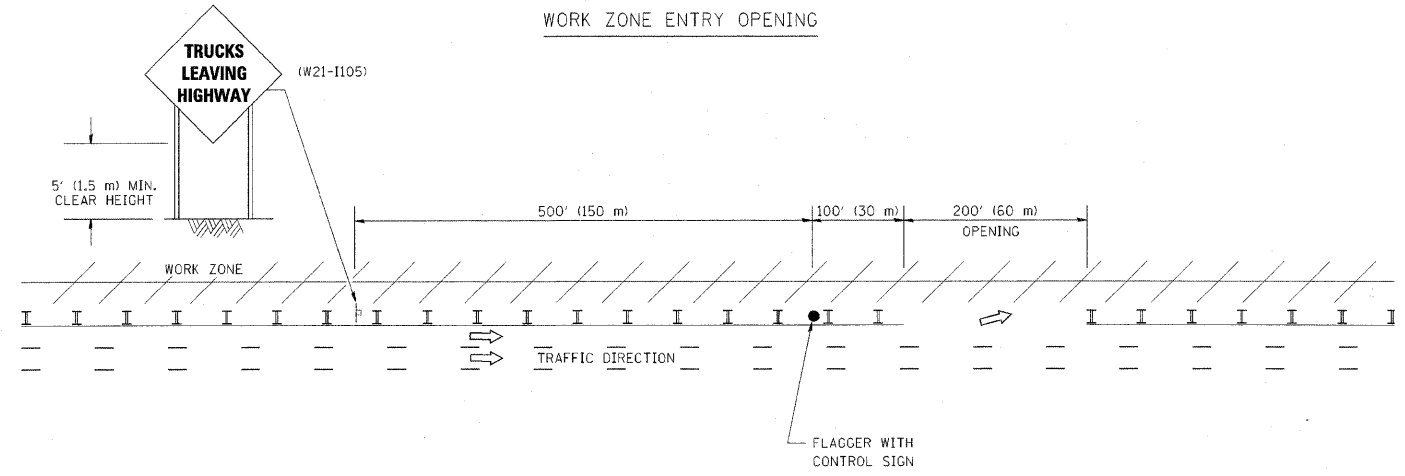 WORK ZONE ENTRY OPENING
TRUCKS
LEAVING
HIGHWAY
(W21-I105)
5' (1.5 m) MIN.
CLEAR HEIGHT
500' (150 m)
100' (30 m)
200' (60 m)
OPENING
WORK ZONE
TRAFFIC DIRECTION
FLAGGER WITH
CONTROL SIGN